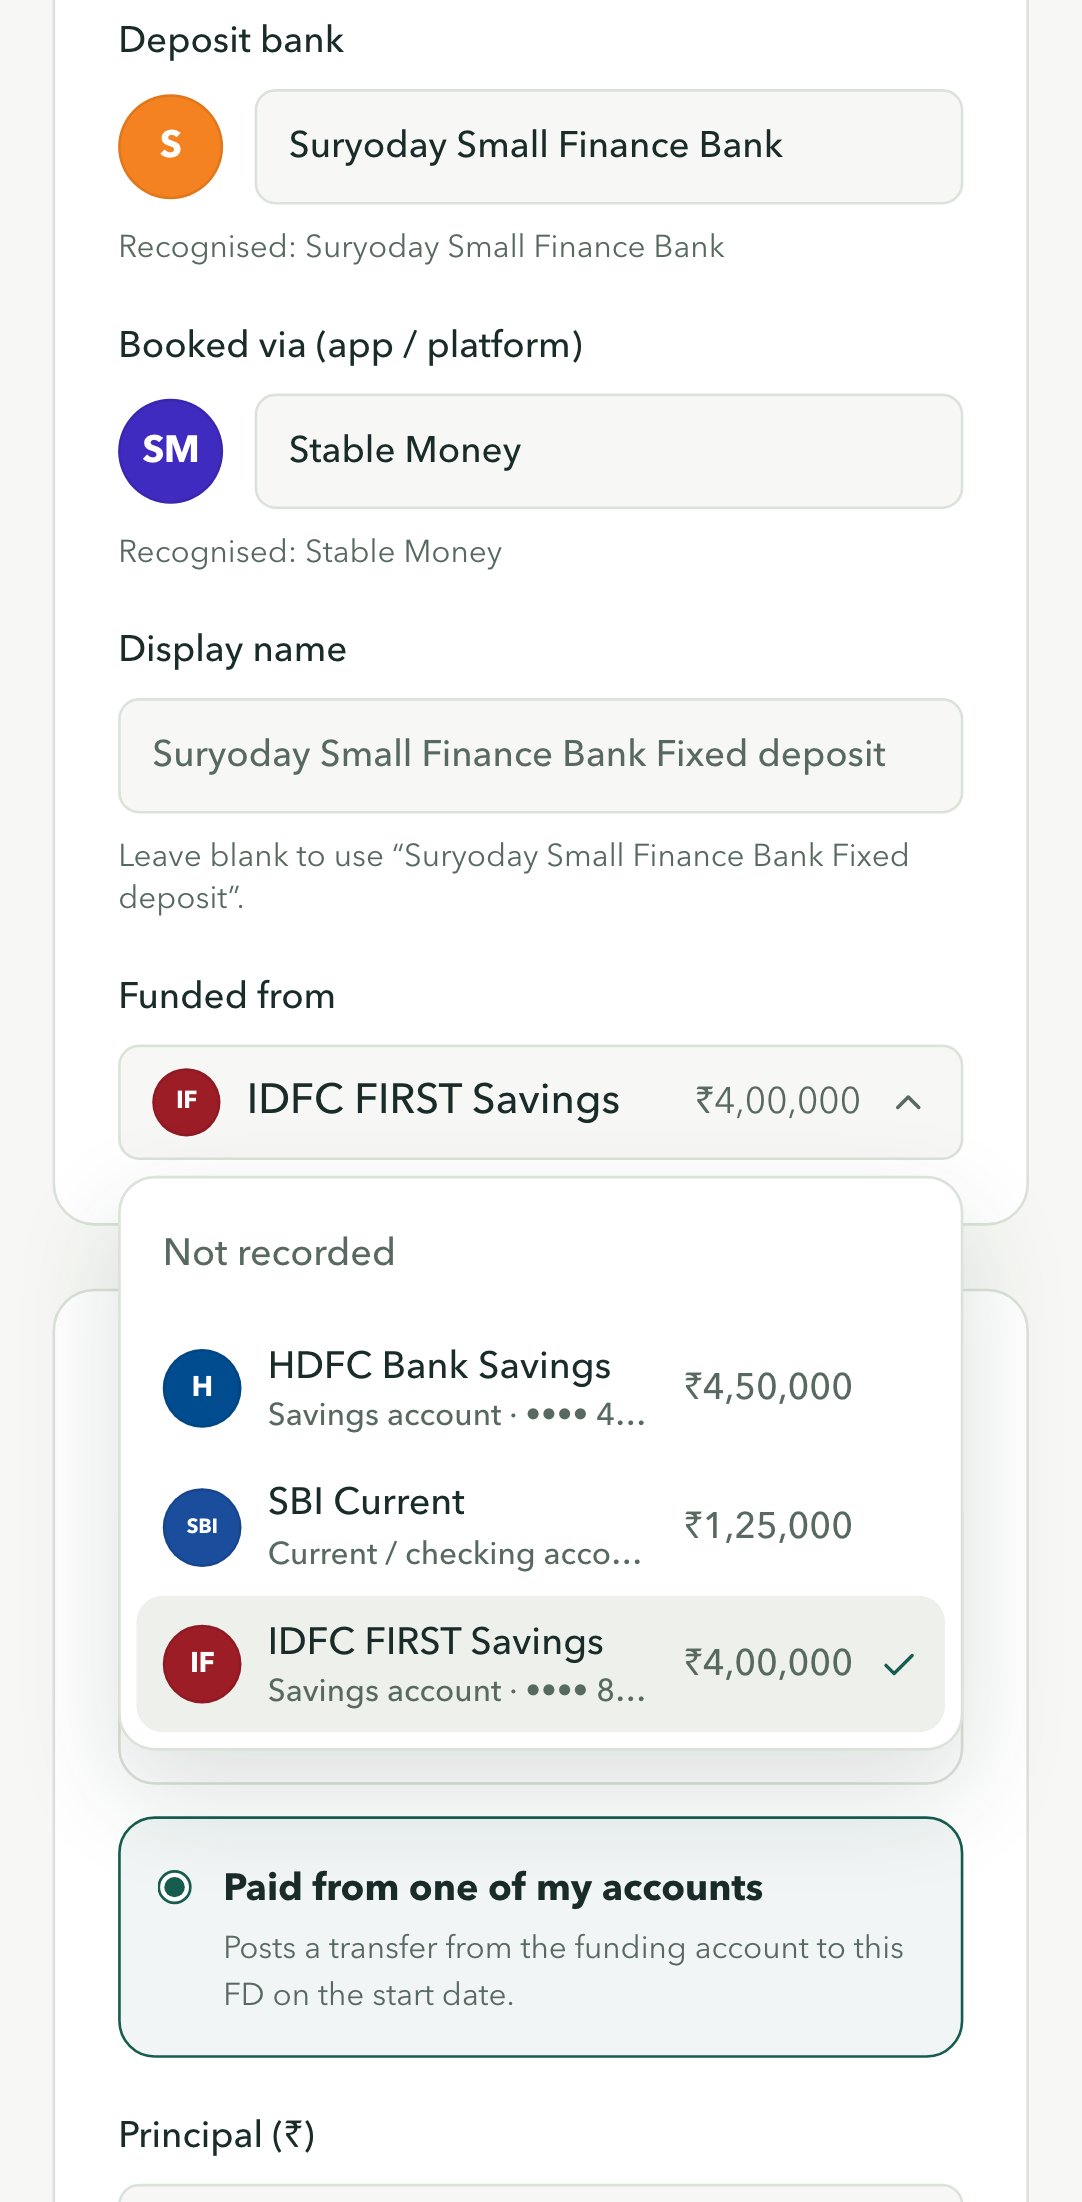 Deposit bank
S
Suryoday Small Finance Bank
Recognised: Suryoday Small Finance Bank
Booked via (app / platform)
SM
Stable Money
Recognised: Stable Money
Display name
Suryoday Small Finance Bank Fixed deposit
Leave blank to use “Suryoday Small Finance Bank Fixed
deposit”.
Funded from
IF IDFC FIRST Savings ₹4,00,000
Not recorded
H
HDFC Bank Savings
Savings account · •••• 4…
₹4,50,000
SBI
SBI Current
Current / checking acco…
₹1,25,000
IF
IDFC FIRST Savings
Savings account · •••• 8…
₹4,00,000
Paid from one of my accounts
Posts a transfer from the funding account to this
FD on the start date.
Principal (₹)